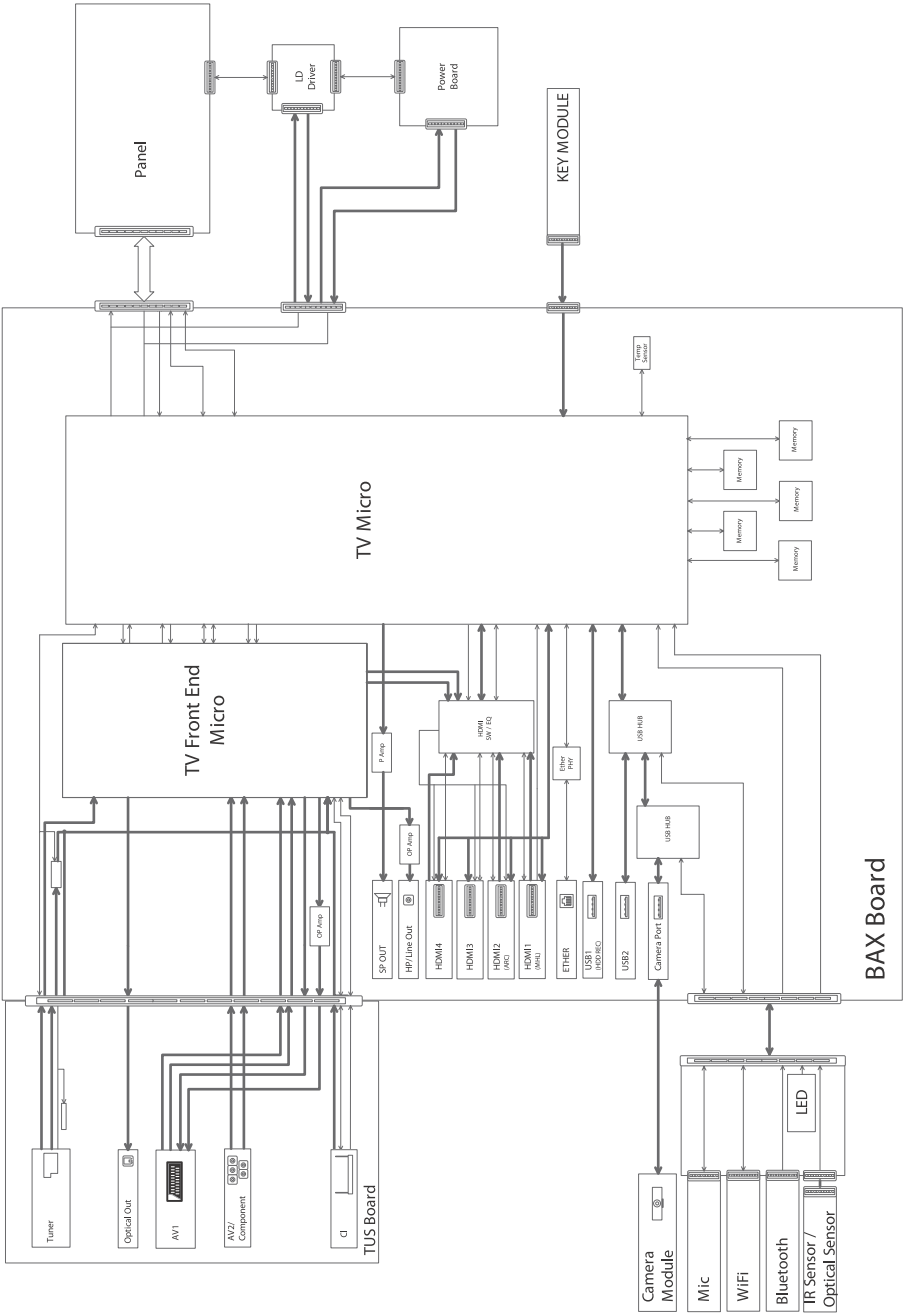 Panel
LD
Driver
Power
Board
KEY MODULE
Temp
Sensor
TV Micro
Memory
Memory
Memory
Memory
Memory
TV Front End
Micro
P Amp
OP Amp
OP Amp
HDMI
SW / EQ
Ether
PHY
USB HUB
USB HUB
SP OUT
HP/Line Out
HDMI4
HDMI3
HDMI2
(ARC)
HDMI1
(MHL)
ETHER
USB1
(HDD REC)
USB2
Camera Port
BAX Board
Tuner
Optical Out
AV1
AV2/
Component
CI
TUS Board
LED
Camera
Module
Mic
WiFi
Bluetooth
IR Sensor /
Optical Sensor